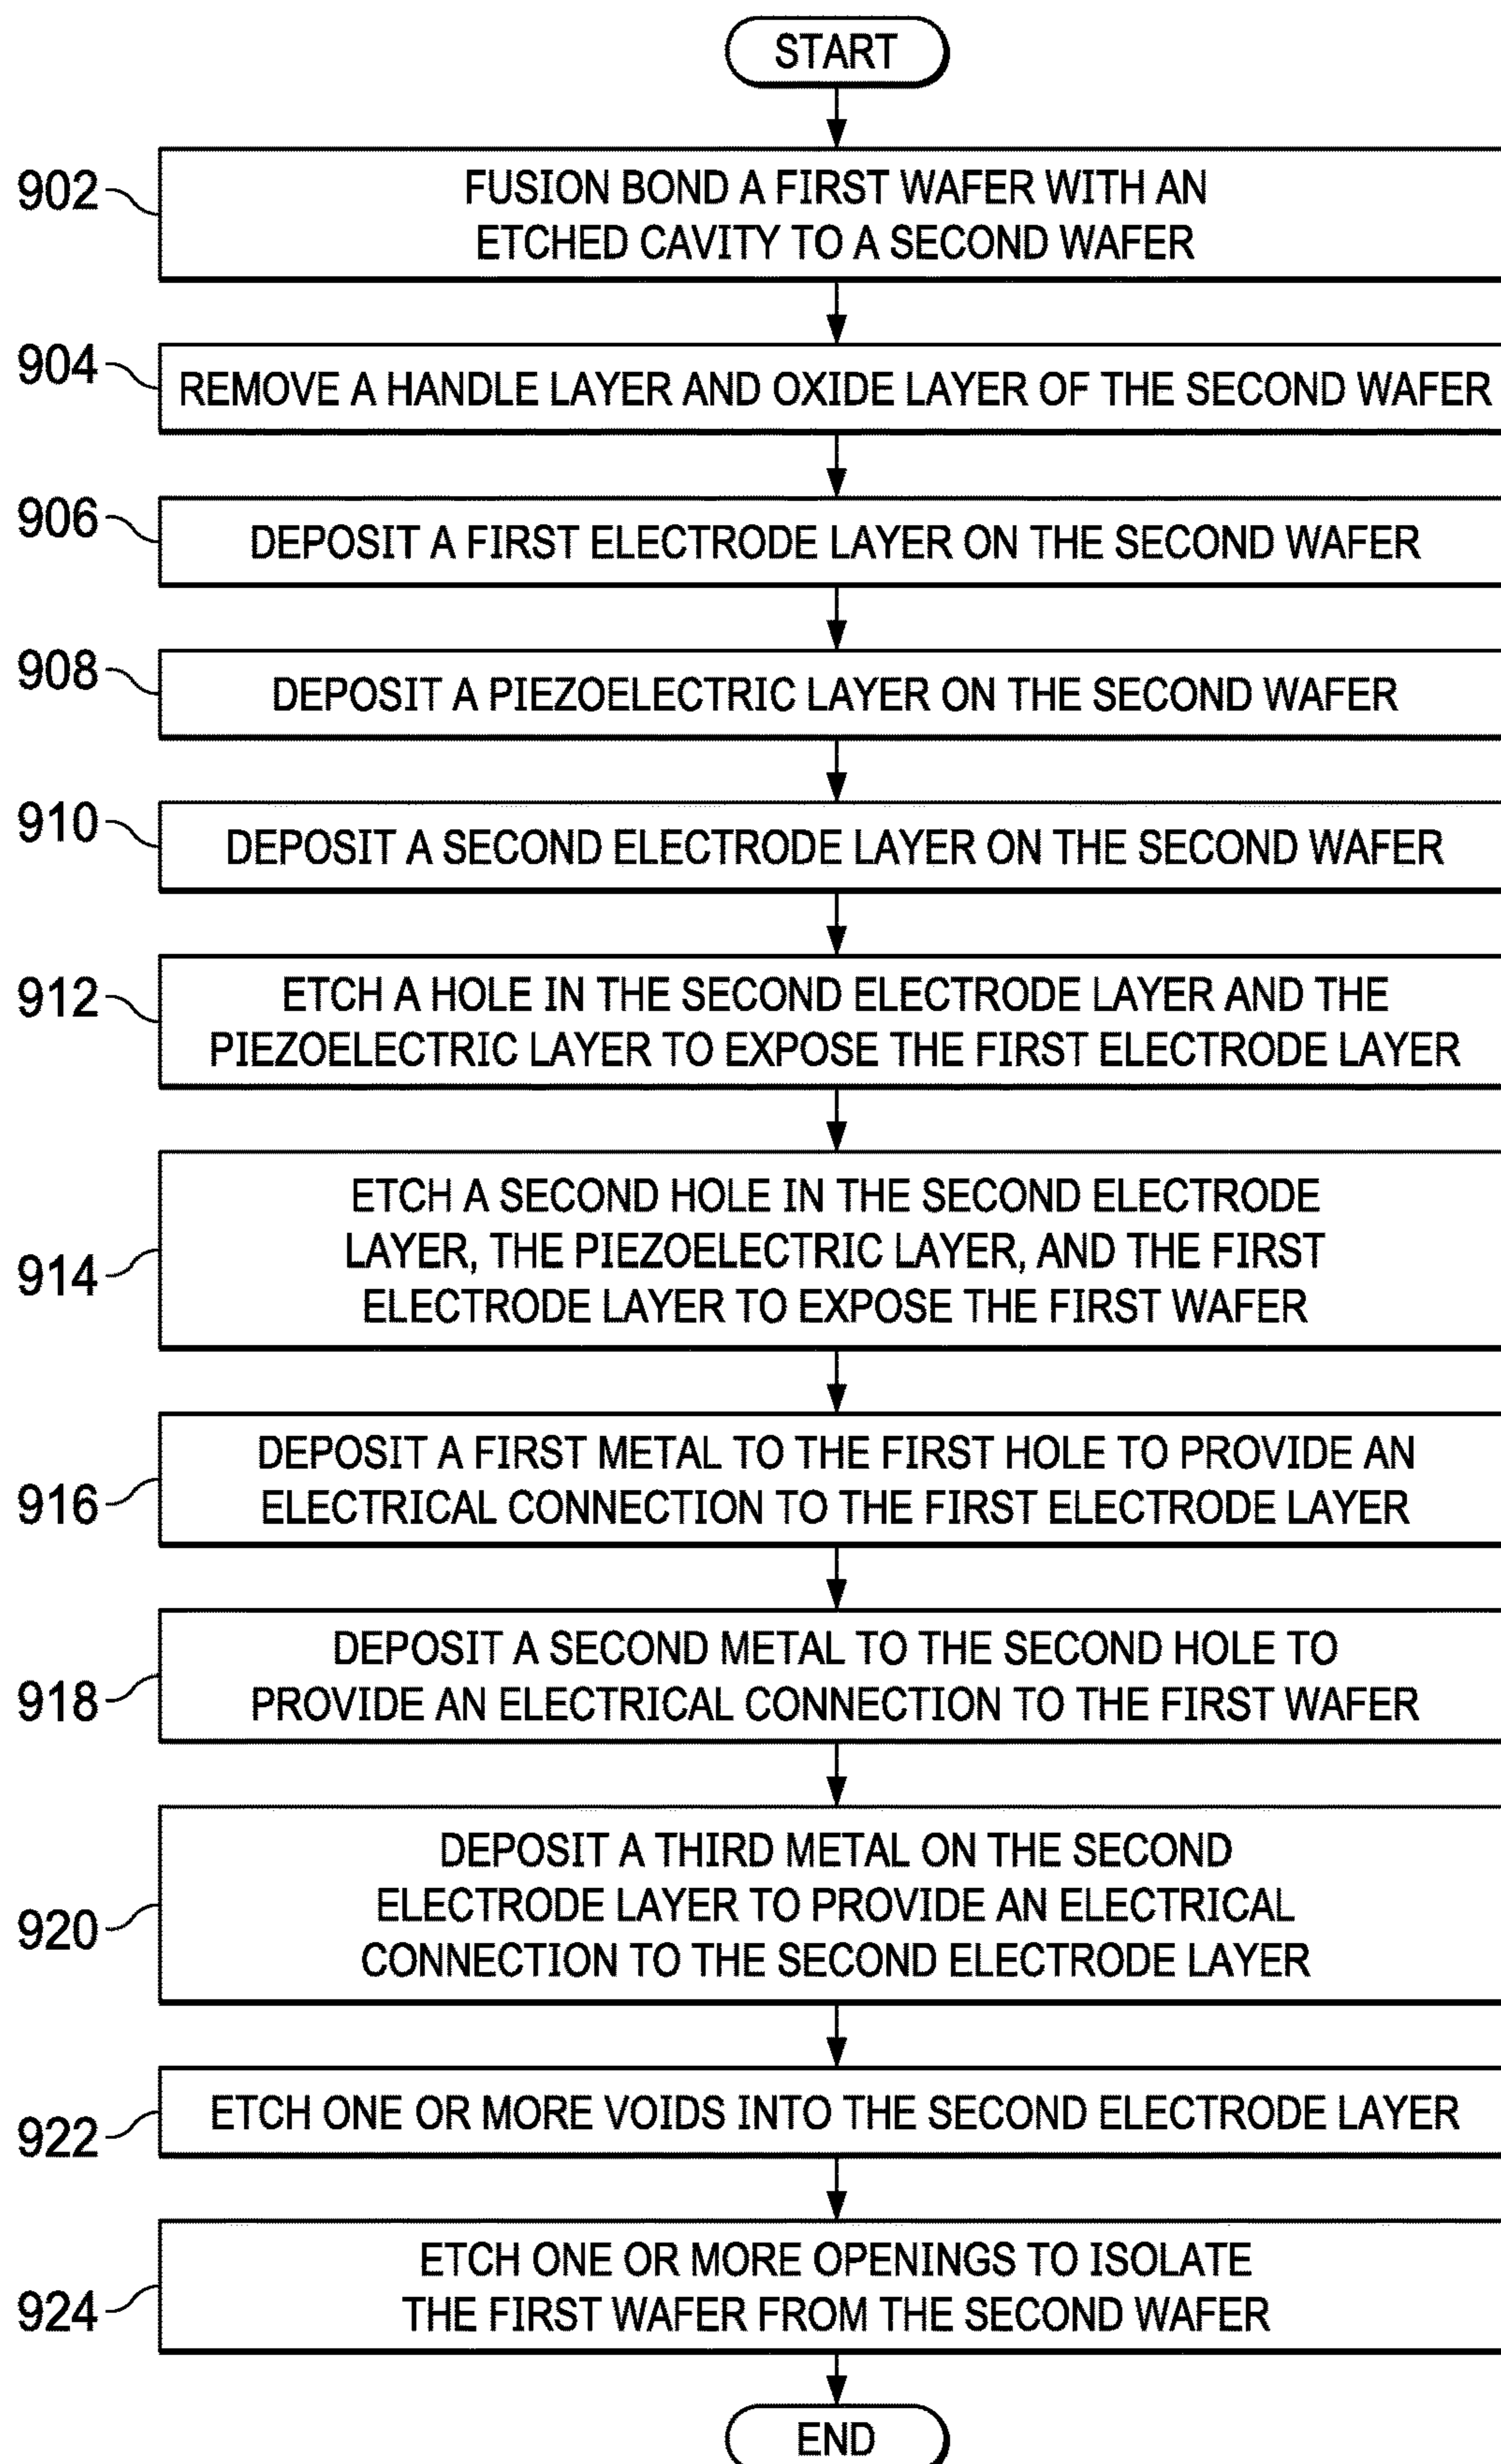 START
902
FUSION BOND A FIRST WAFER WITH AN
ETCHED CAVITY TO A SECOND WAFER
904
REMOVE A HANDLE LAYER AND OXIDE LAYER OF THE SECOND WAFER
906
DEPOSIT A FIRST ELECTRODE LAYER ON THE SECOND WAFER
908
DEPOSIT A PIEZOELECTRIC LAYER ON THE SECOND WAFER
910
DEPOSIT A SECOND ELECTRODE LAYER ON THE SECOND WAFER
912
ETCH A HOLE IN THE SECOND ELECTRODE LAYER AND THE
PIEZOELECTRIC LAYER TO EXPOSE THE FIRST ELECTRODE LAYER
914
ETCH A SECOND HOLE IN THE SECOND ELECTRODE
LAYER, THE PIEZOELECTRIC LAYER, AND THE FIRST
ELECTRODE LAYER TO EXPOSE THE FIRST WAFER
916
DEPOSIT A FIRST METAL TO THE FIRST HOLE TO PROVIDE AN
ELECTRICAL CONNECTION TO THE FIRST ELECTRODE LAYER
918
DEPOSIT A SECOND METAL TO THE SECOND HOLE TO
PROVIDE AN ELECTRICAL CONNECTION TO THE FIRST WAFER
920
DEPOSIT A THIRD METAL ON THE SECOND
ELECTRODE LAYER TO PROVIDE AN ELECTRICAL
CONNECTION TO THE SECOND ELECTRODE LAYER
922
ETCH ONE OR MORE VOIDS INTO THE SECOND ELECTRODE LAYER
924
ETCH ONE OR MORE OPENINGS TO ISOLATE
THE FIRST WAFER FROM THE SECOND WAFER
END